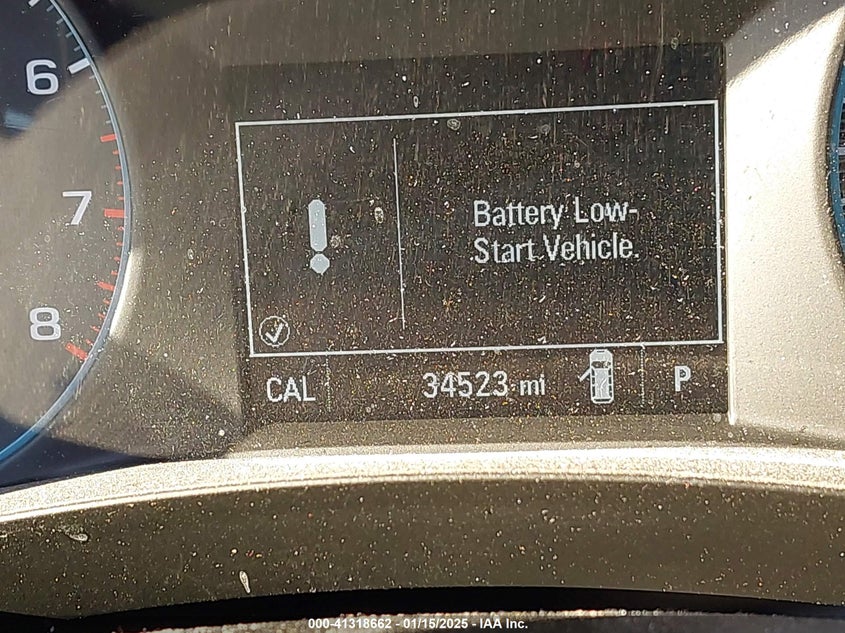 6
7
8
Battery Low-
Start Vehicle.
CAL 34523 mi P
000-41318662 - 01/15/2025 - IAA Inc.